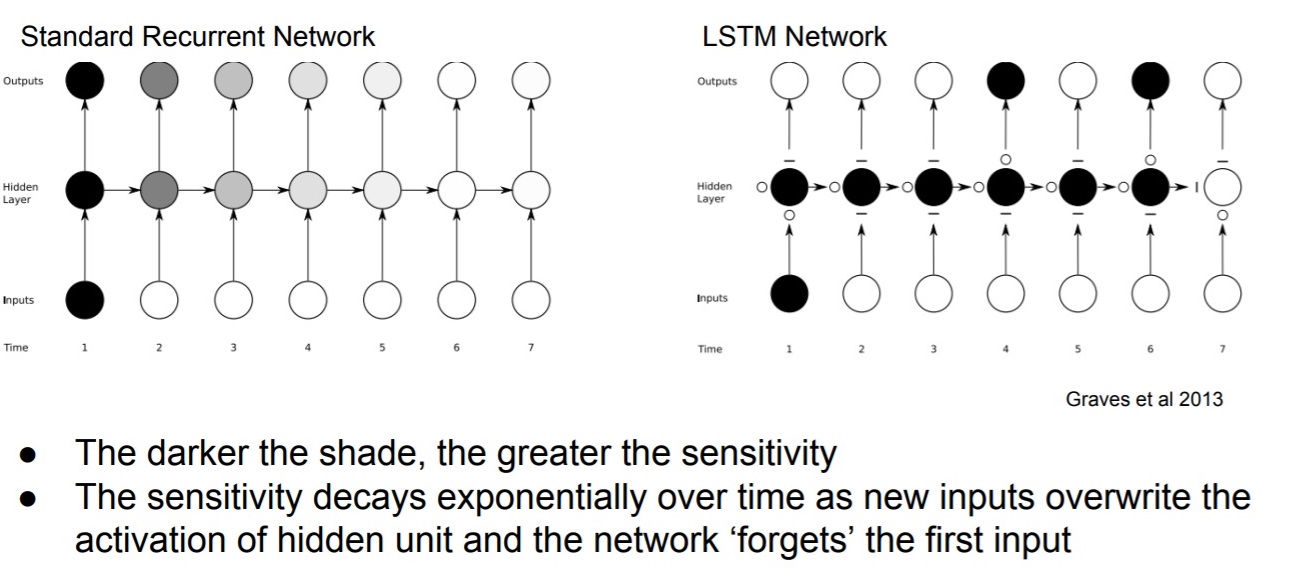 Standard Recurrent Network
Outputs
Hidden
Layer
Inputs
Time 1 2 3 4 5 6 7
LSTM Network
Outputs
Hidden
Layer
Inputs
Time 1 2 3 4 5 6 7
Graves et al 2013
● The darker the shade, the greater the sensitivity
● The sensitivity decays exponentially over time as new inputs overwrite the
activation of hidden unit and the network ‘forgets’ the first input